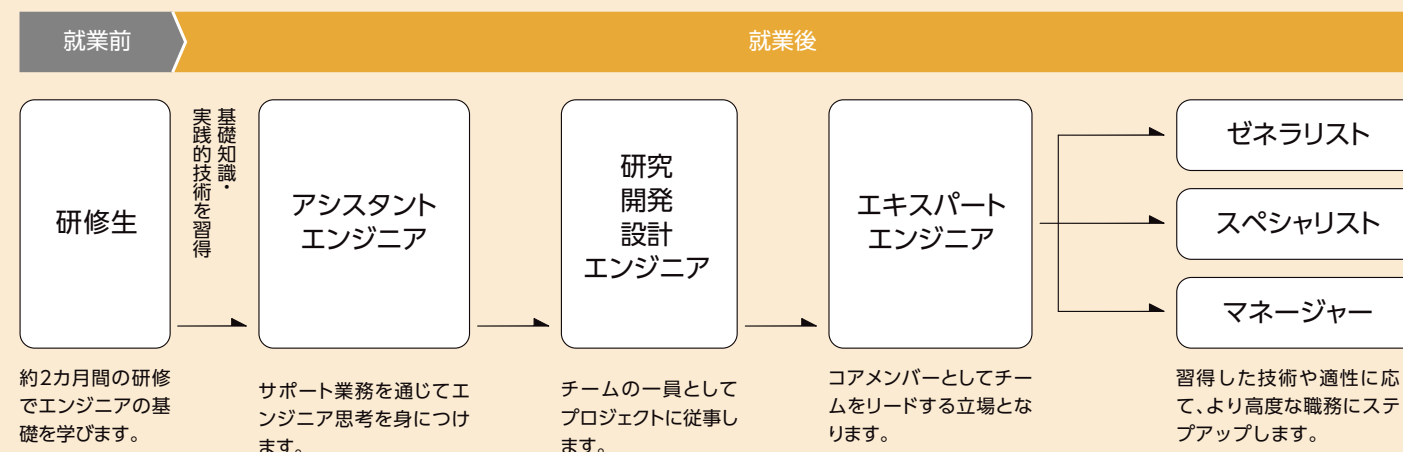 就業前
就業後
研修生
基礎知識・
実践的技術を習得
アシスタント
エンジニア
研究
開発
設計
エンジニア
エキスパート
エンジニア
ゼネラリスト
スペシャリスト
マネージャー
約2カ月間の研修
でエンジニアの基
礎を学びます。
サポート業務を通じてエ
ンジニア思考を身につけ
ます。
チームの一員として
プロジェクトに従事し
ます。
コアメンバーとしてチー
ムをリードする立場とな
ります。
習得した技術や適性に応
て、より高度な職務にステ
プアップします。